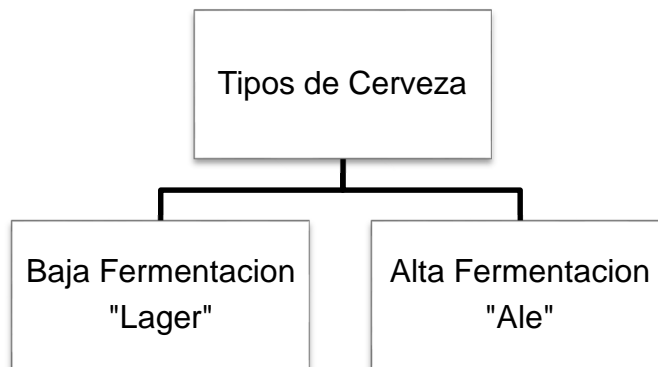 Tipos de Cerveza
Baja Fermentacion
"Lager"
Alta Fermentacion
"Ale"